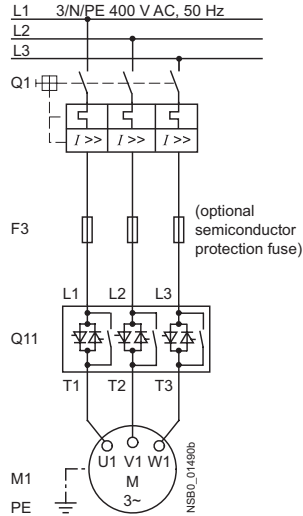 L1 3/N/PE 400 V AC, 50 Hz
L2
L3
Q1
I >> I >> I >>
F3
(optional
semiconductor
protection fuse)
L1 L2 L3
Q11
T1 T2 T3
U1 V1 W1
M
3~
M1
PE
NSB0_01490b